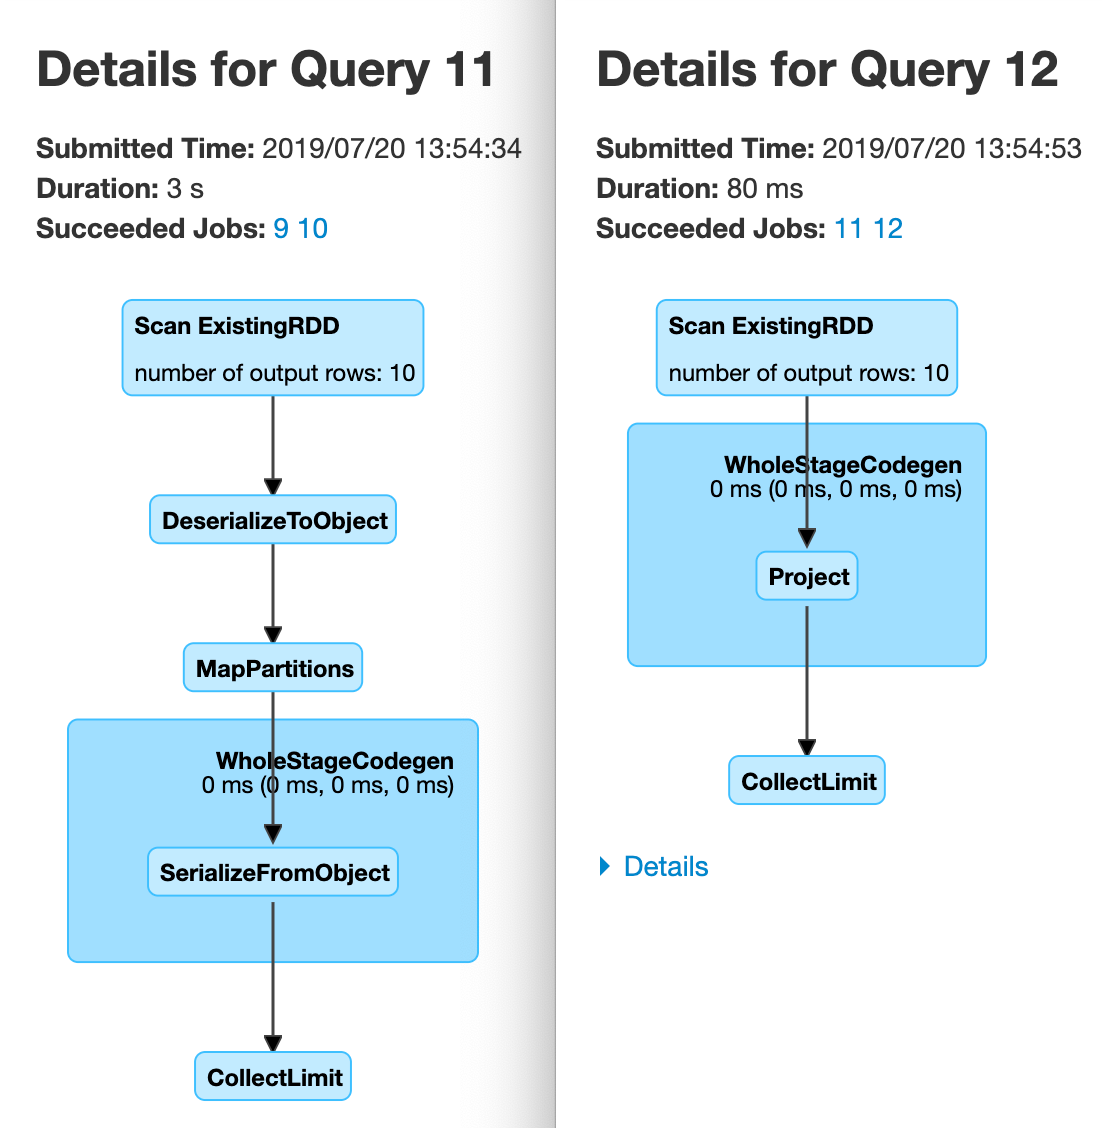 Details for Query 11
Submitted Time: 2019/07/20 13:54:34
Duration: 3 s
Succeeded Jobs: 9 10
Scan ExistingRDD
number of output rows: 10
DeserializeToObject
MapPartitions
WholeStageCodegen
0 ms (0 ms, 0 ms, 0 ms)
SerializeFromObject
CollectLimit
Details for Query 12
Submitted Time: 2019/07/20 13:54:53
Duration: 80 ms
Succeeded Jobs: 11 12
Scan ExistingRDD
number of output rows: 10
WholeStageCodegen
0 ms (0 ms, 0 ms, 0 ms)
Project
CollectLimit
Details